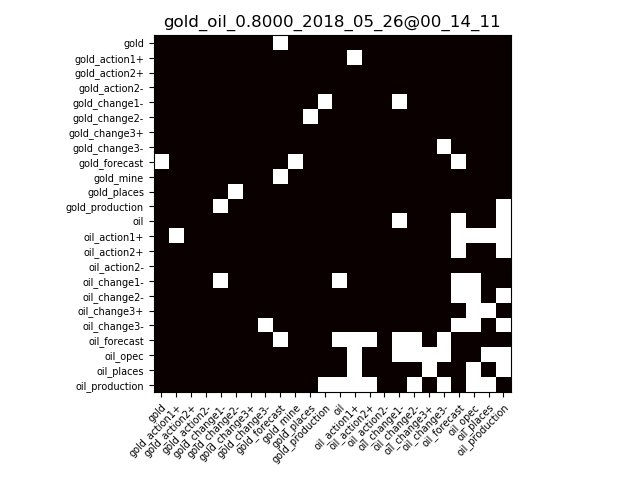 gold_oil_0.8000_2018_05_26@00_14_11
gold
gold_action1+
gold_action2+
gold_action2-
gold_change1-
gold_change2-
gold_change3+
gold_change3-
gold_forecast
gold_mine
gold_places
gold_production
oil
oil_action1+
oil_action2+
oil_action2-
oil_change1-
oil_change2-
oil_change3+
oil_change3-
oil_forecast
oil_opec
oil_places
oil_production
gold
gold_action1+
gold_action2+
gold_action2-
gold_change1-
gold_change2-
gold_change3+
gold_change3-
gold_forecast
gold_mine
gold_places
gold_production
oil
oil_action1+
oil_action2+
oil_action2-
oil_change1-
oil_change2-
oil_change3+
oil_change3-
oil_forecast
oil_opec
oil_places
oil_production